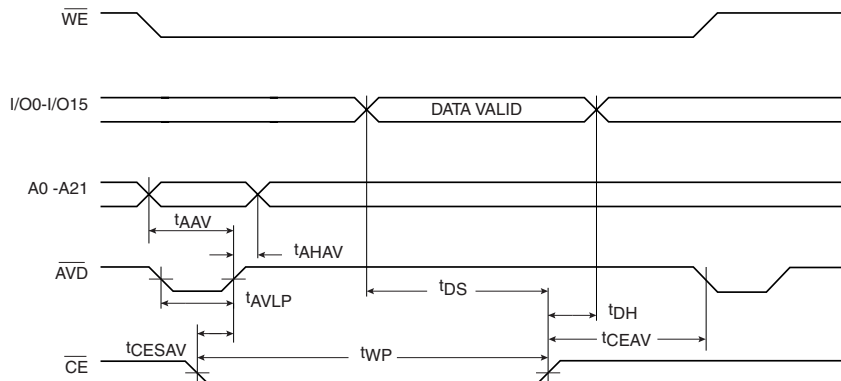 WE
I/O0-I/O15
DATA VALID
A0 -A21
tAAV
tAHAV
AVD
tAVLP
tDS
tDH
tCESAV
tWP
tCEAV
CE